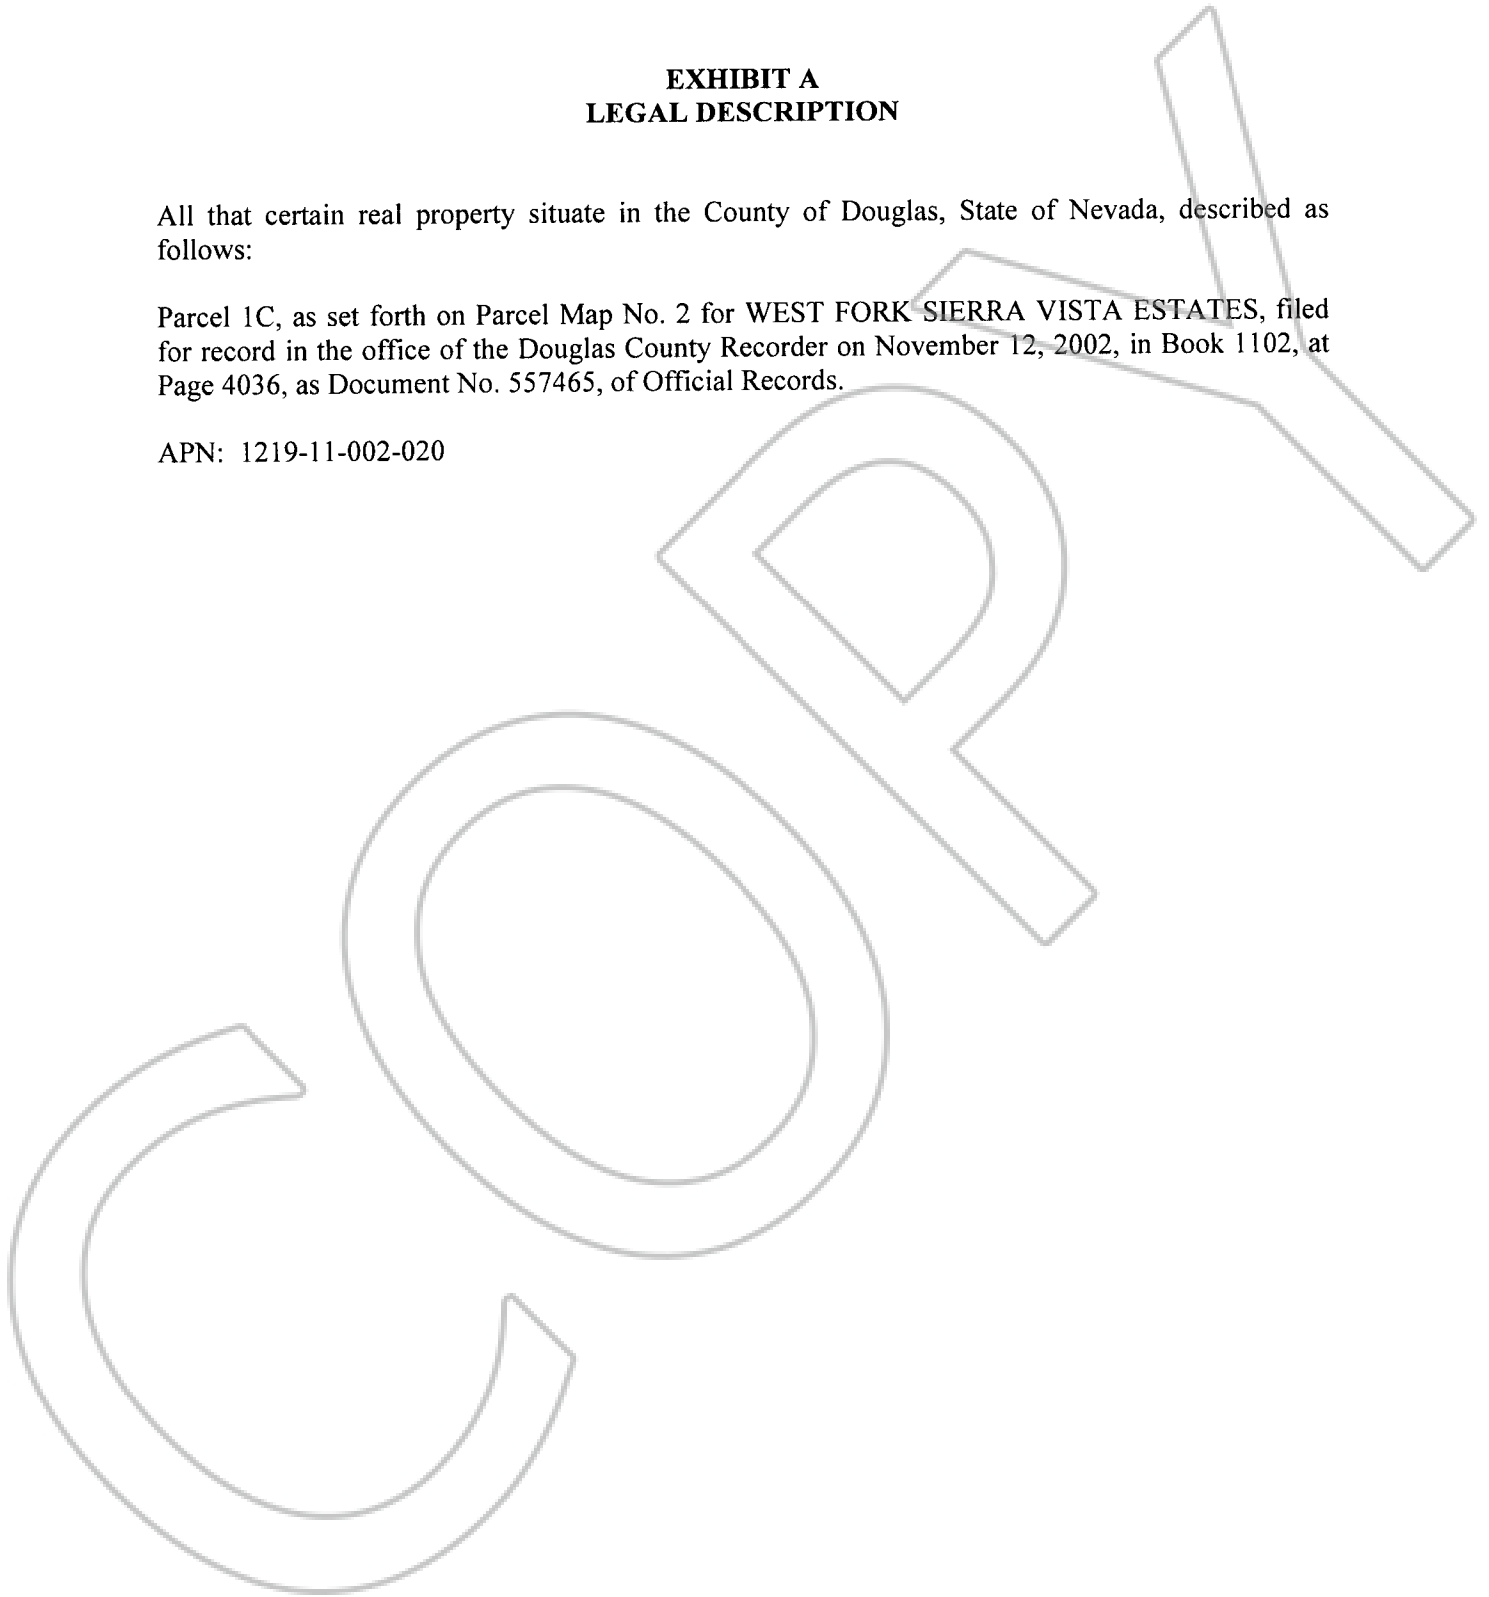 EXHIBIT A
LEGAL DESCRIPTION
All that certain real property situate in the County of Douglas, State of Nevada, described as
follows:
Parcel 1C, as set forth on Parcel Map No. 2 for WEST FORK SIERRA VISTA ESTATES, filed
for record in the office of the Douglas County Recorder on November 12, 2002, in Book 1102, at
Page 4036, as Document No. 557465, of Official Records.
APN: 1219-11-002-020
COPY